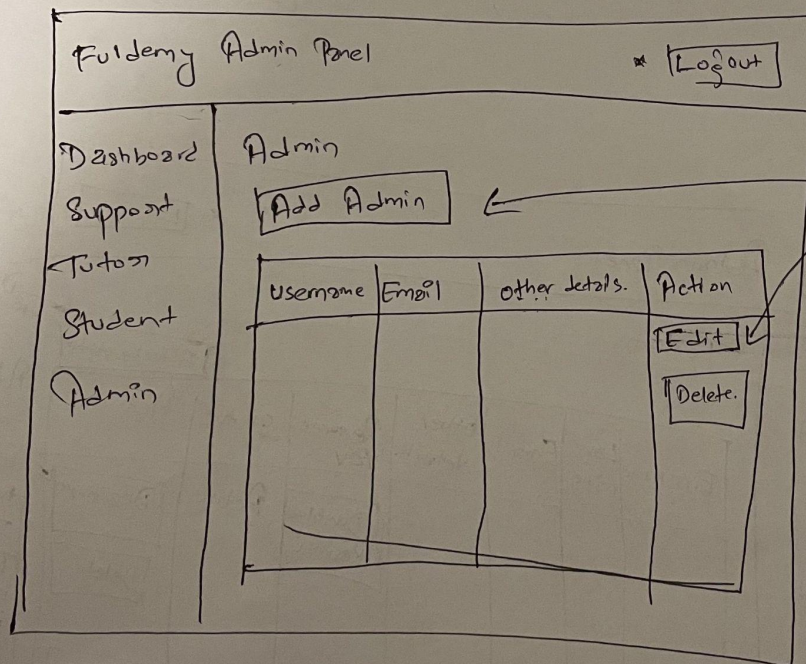 Fuldemy Admin Panel
* Logout
Dashboard
Support
Tutor
Student
Admin
Admin
Add Admin
Username Email Other details. Action
Edit
Delete.